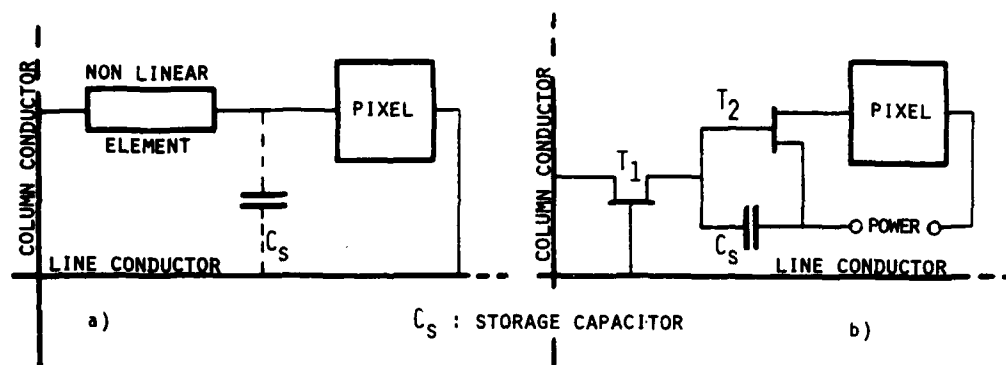 COLUMN CONDUCTOR
NON LINEAR
ELEMENT
PIXEL
C_S
LINE CONDUCTOR
a)
COLUMN CONDUCTOR
T_1
T_2
PIXEL
C_S
POWER
LINE CONDUCTOR
b)
C_S : STORAGE CAPACITOR